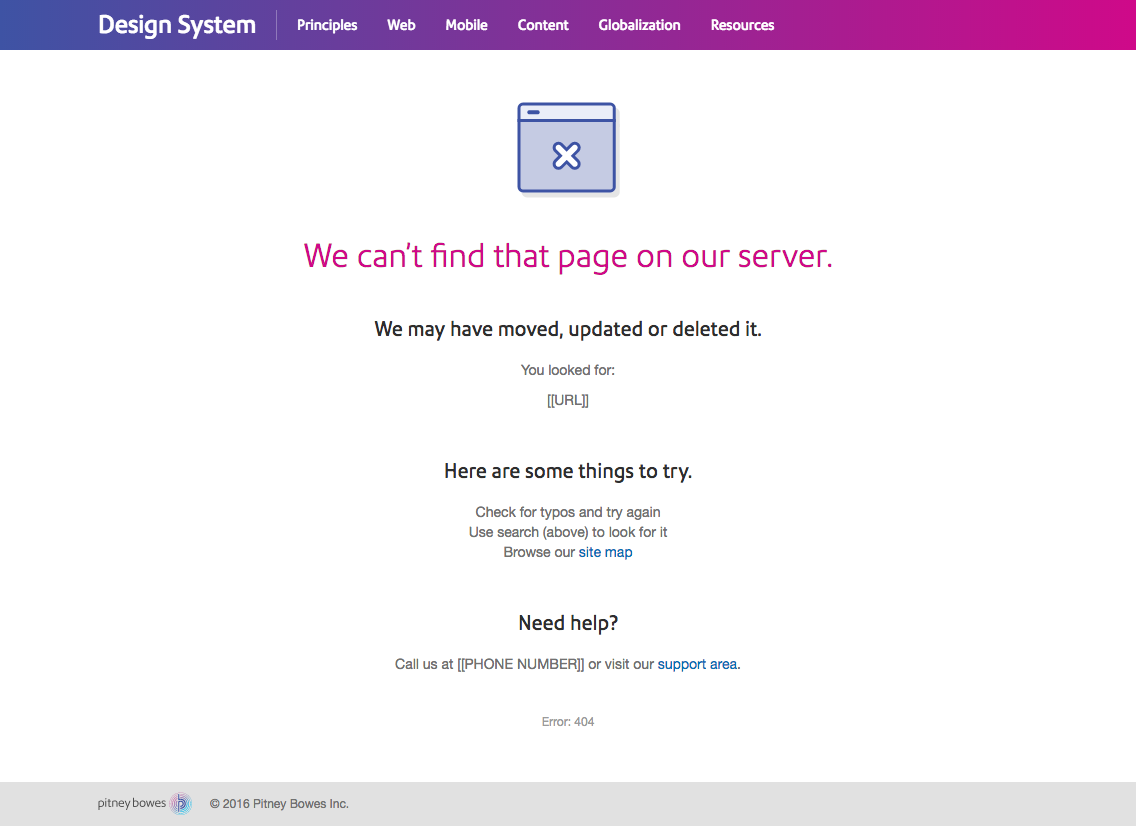 Design System
Principles Web Mobile Content Globalization Resources
We can't find that page on our server.
We may have moved, updated or deleted it.
You looked for:
[[URL]]
Here are some things to try.
Check for typos and try again
Use search (above) to look for it
Browse our site map
Need help?
Call us at [[PHONE NUMBER]] or visit our support area.
Error: 404
pitney bowes © 2016 Pitney Bowes Inc.